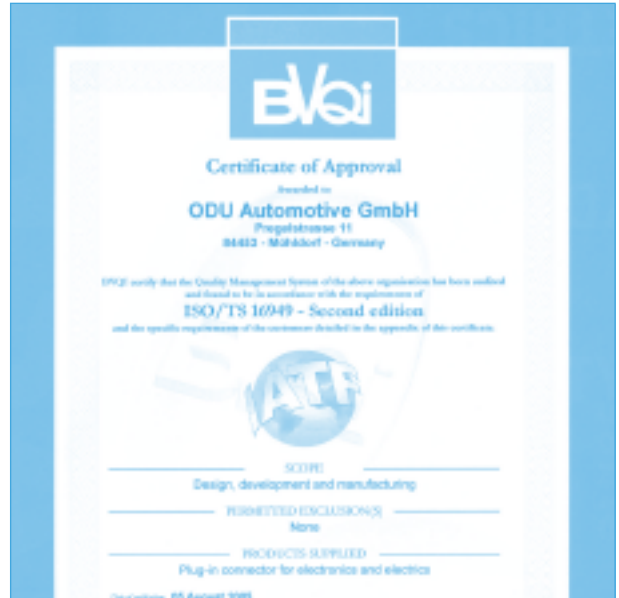 BVQi
Certificate of Approval
Awarded to
ODU Automotive GmbH
Pregelstrasse 11
84453 - Mühldorf - Germany
BVQI certify that the Quality Management System of the above organisation has been audited
and found to be in accordance with the requirements of
ISO/TS 16949 - Second edition
and the specific requirements of the customers detailed in the appendix of this certificate.
IATF
SCOPE
Design, development and manufacturing
PERMITTED EXCLUSION(S)
None
PRODUCTS SUPPLIED
Plug-in connector for electronics and electrics
05 August